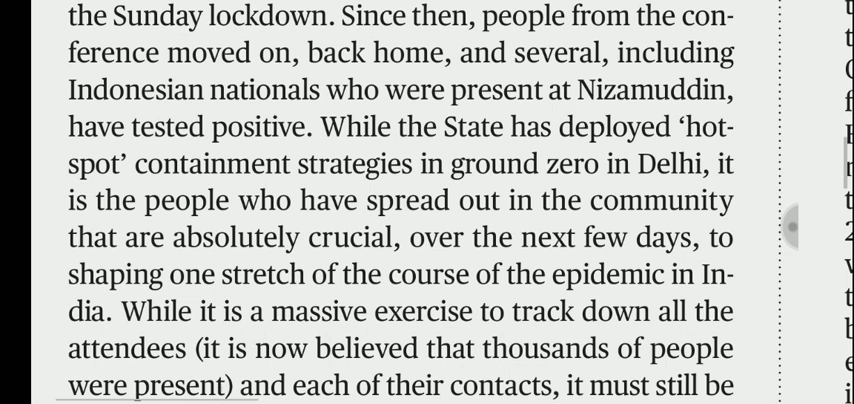 the Sunday lockdown. Since then, people from the con-
ference moved on, back home, and several, including
Indonesian nationals who were present at Nizamuddin,
have tested positive. While the State has deployed ‘hot-
spot’ containment strategies in ground zero in Delhi, it
is the people who have spread out in the community
that are absolutely crucial, over the next few days, to
shaping one stretch of the course of the epidemic in In-
dia. While it is a massive exercise to track down all the
attendees (it is now believed that thousands of people
were present) and each of their contacts, it must still be